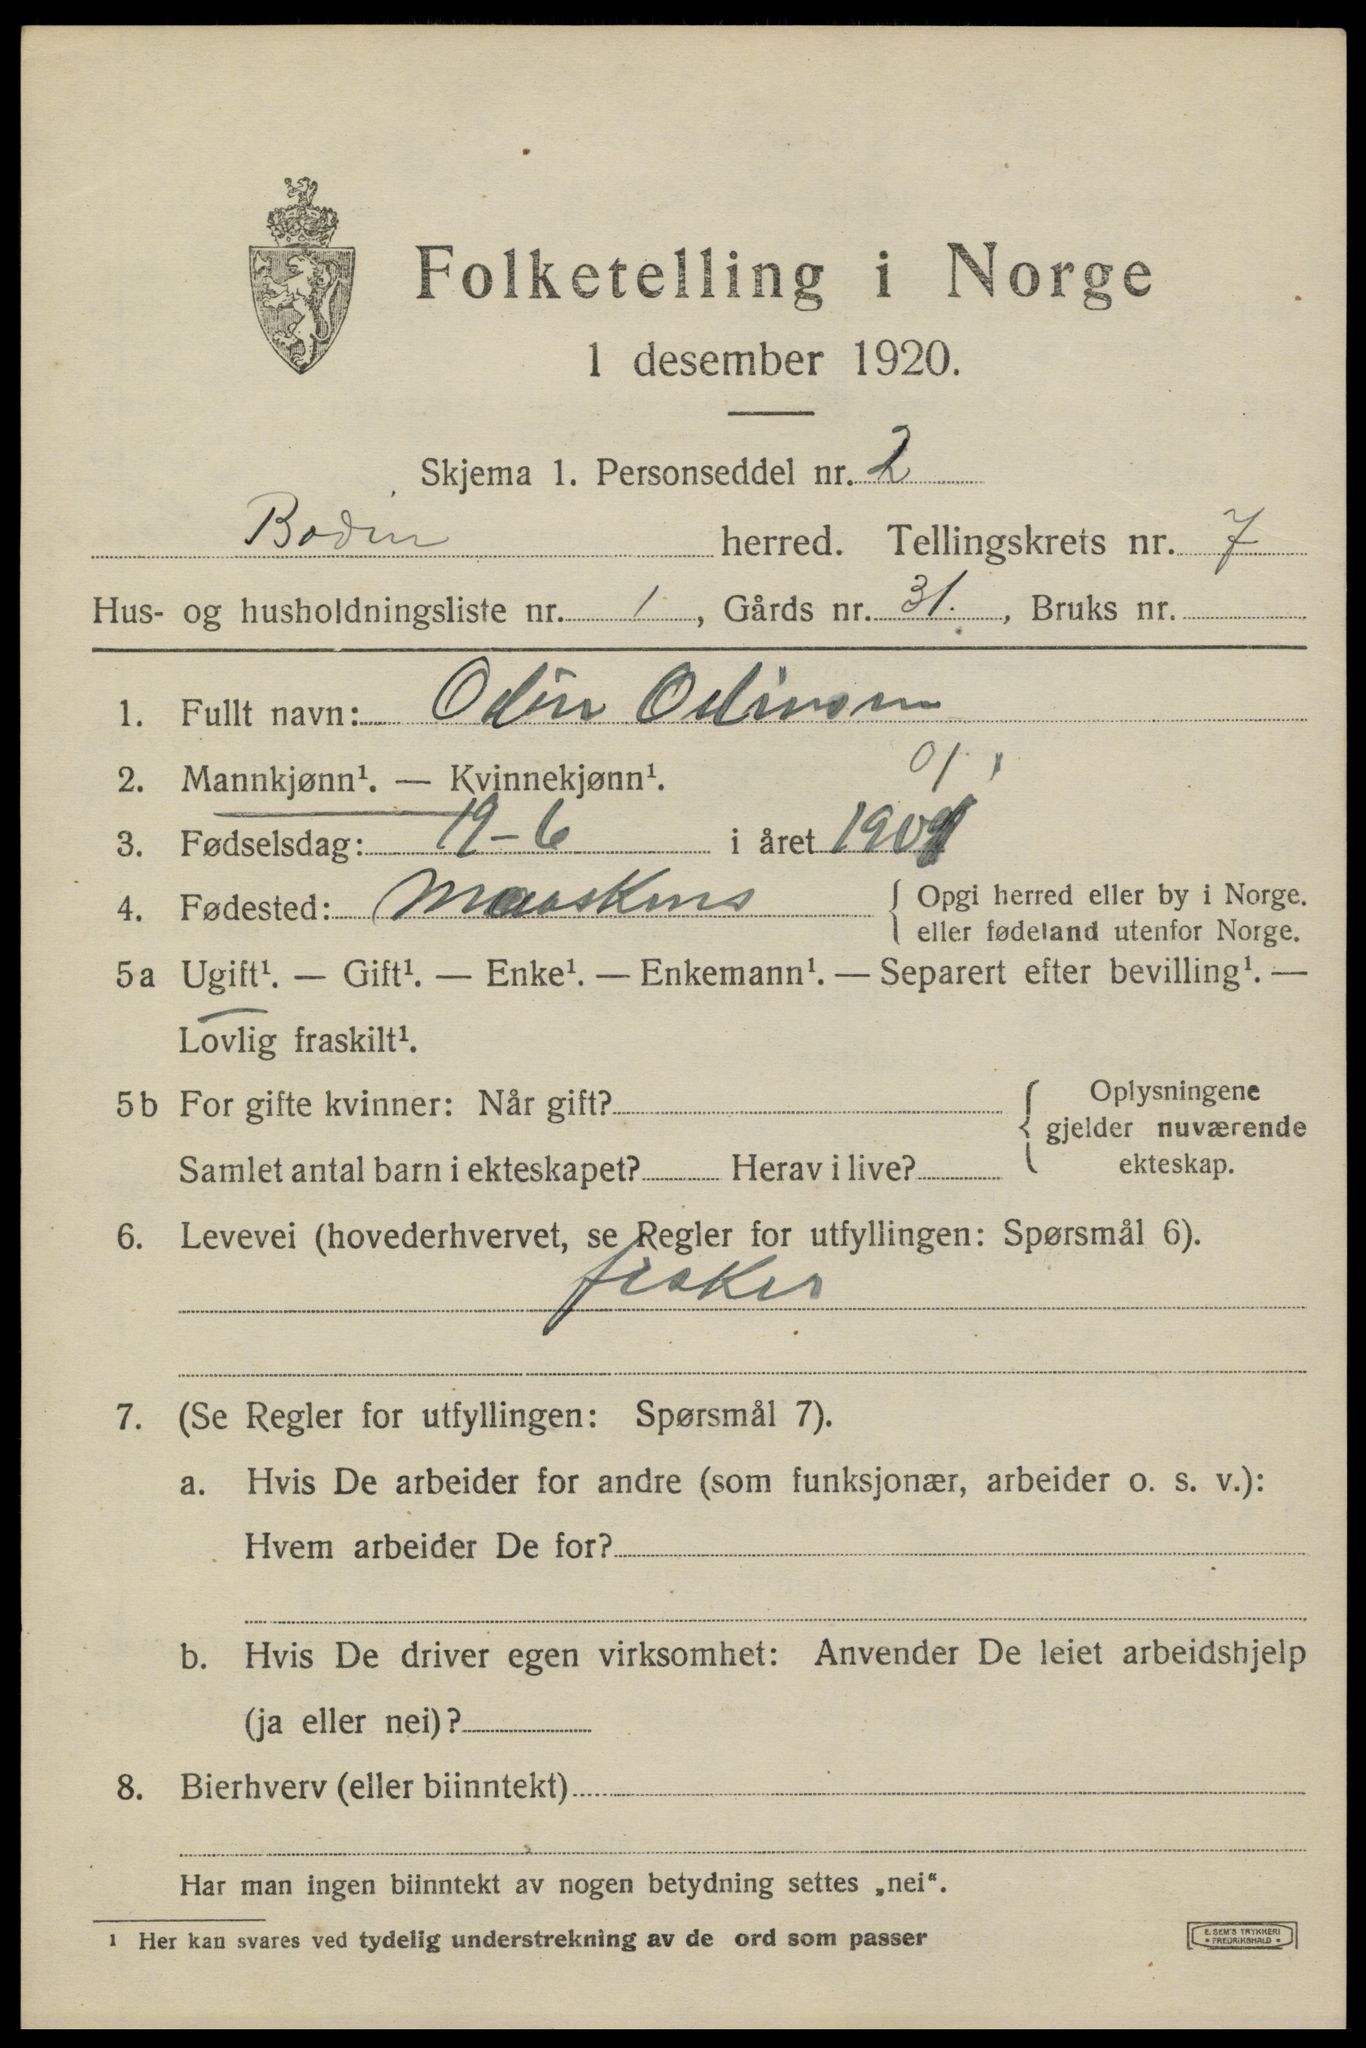 Folketelling i Norge
1 desember 1920.
Skjema 1. Personseddel nr. 2
Bodin herred. Tellingskrets nr. 7
Hus- og husholdningsliste nr. 1, Gårds nr. 31., Bruks nr.
1. Fullt navn: Odin Odinsen
2. Mannkjønn¹. — Kvinnekjønn¹. 01
3. Fødselsdag: 19-6 i året
4. Fødested: { Opgi herred eller by i Norge.
eller fødeland utenfor Norge.
5a Ugift¹. — Gift¹. — Enke¹. — Enkemann¹. — Separert efter bevilling¹. —
Lovlig fraskilt¹.
5b For gifte kvinner: Når gift? { Oplysningene
gjelder nuværende
Samlet antal barn i ekteskapet? Herav i live? ekteskap.
6. Levevei (hovederhvervet, se Regler for utfyllingen: Spørsmål 6).
fisker
7. (Se Regler for utfyllingen: Spørsmål 7).
a. Hvis De arbeider for andre (som funksjonær, arbeider o. s. v.):
Hvem arbeider De for?
b. Hvis De driver egen virksomhet: Anvender De leiet arbeidshjelp
(ja eller nei)?
8. Bierhverv (eller biinntekt)
Har man ingen biinntekt av nogen betydning settes „nei“.
¹ Her kan svares ved tydelig understrekning av de ord som passer
E. SEM'S TRYKKERI
FREDRIKSHALD